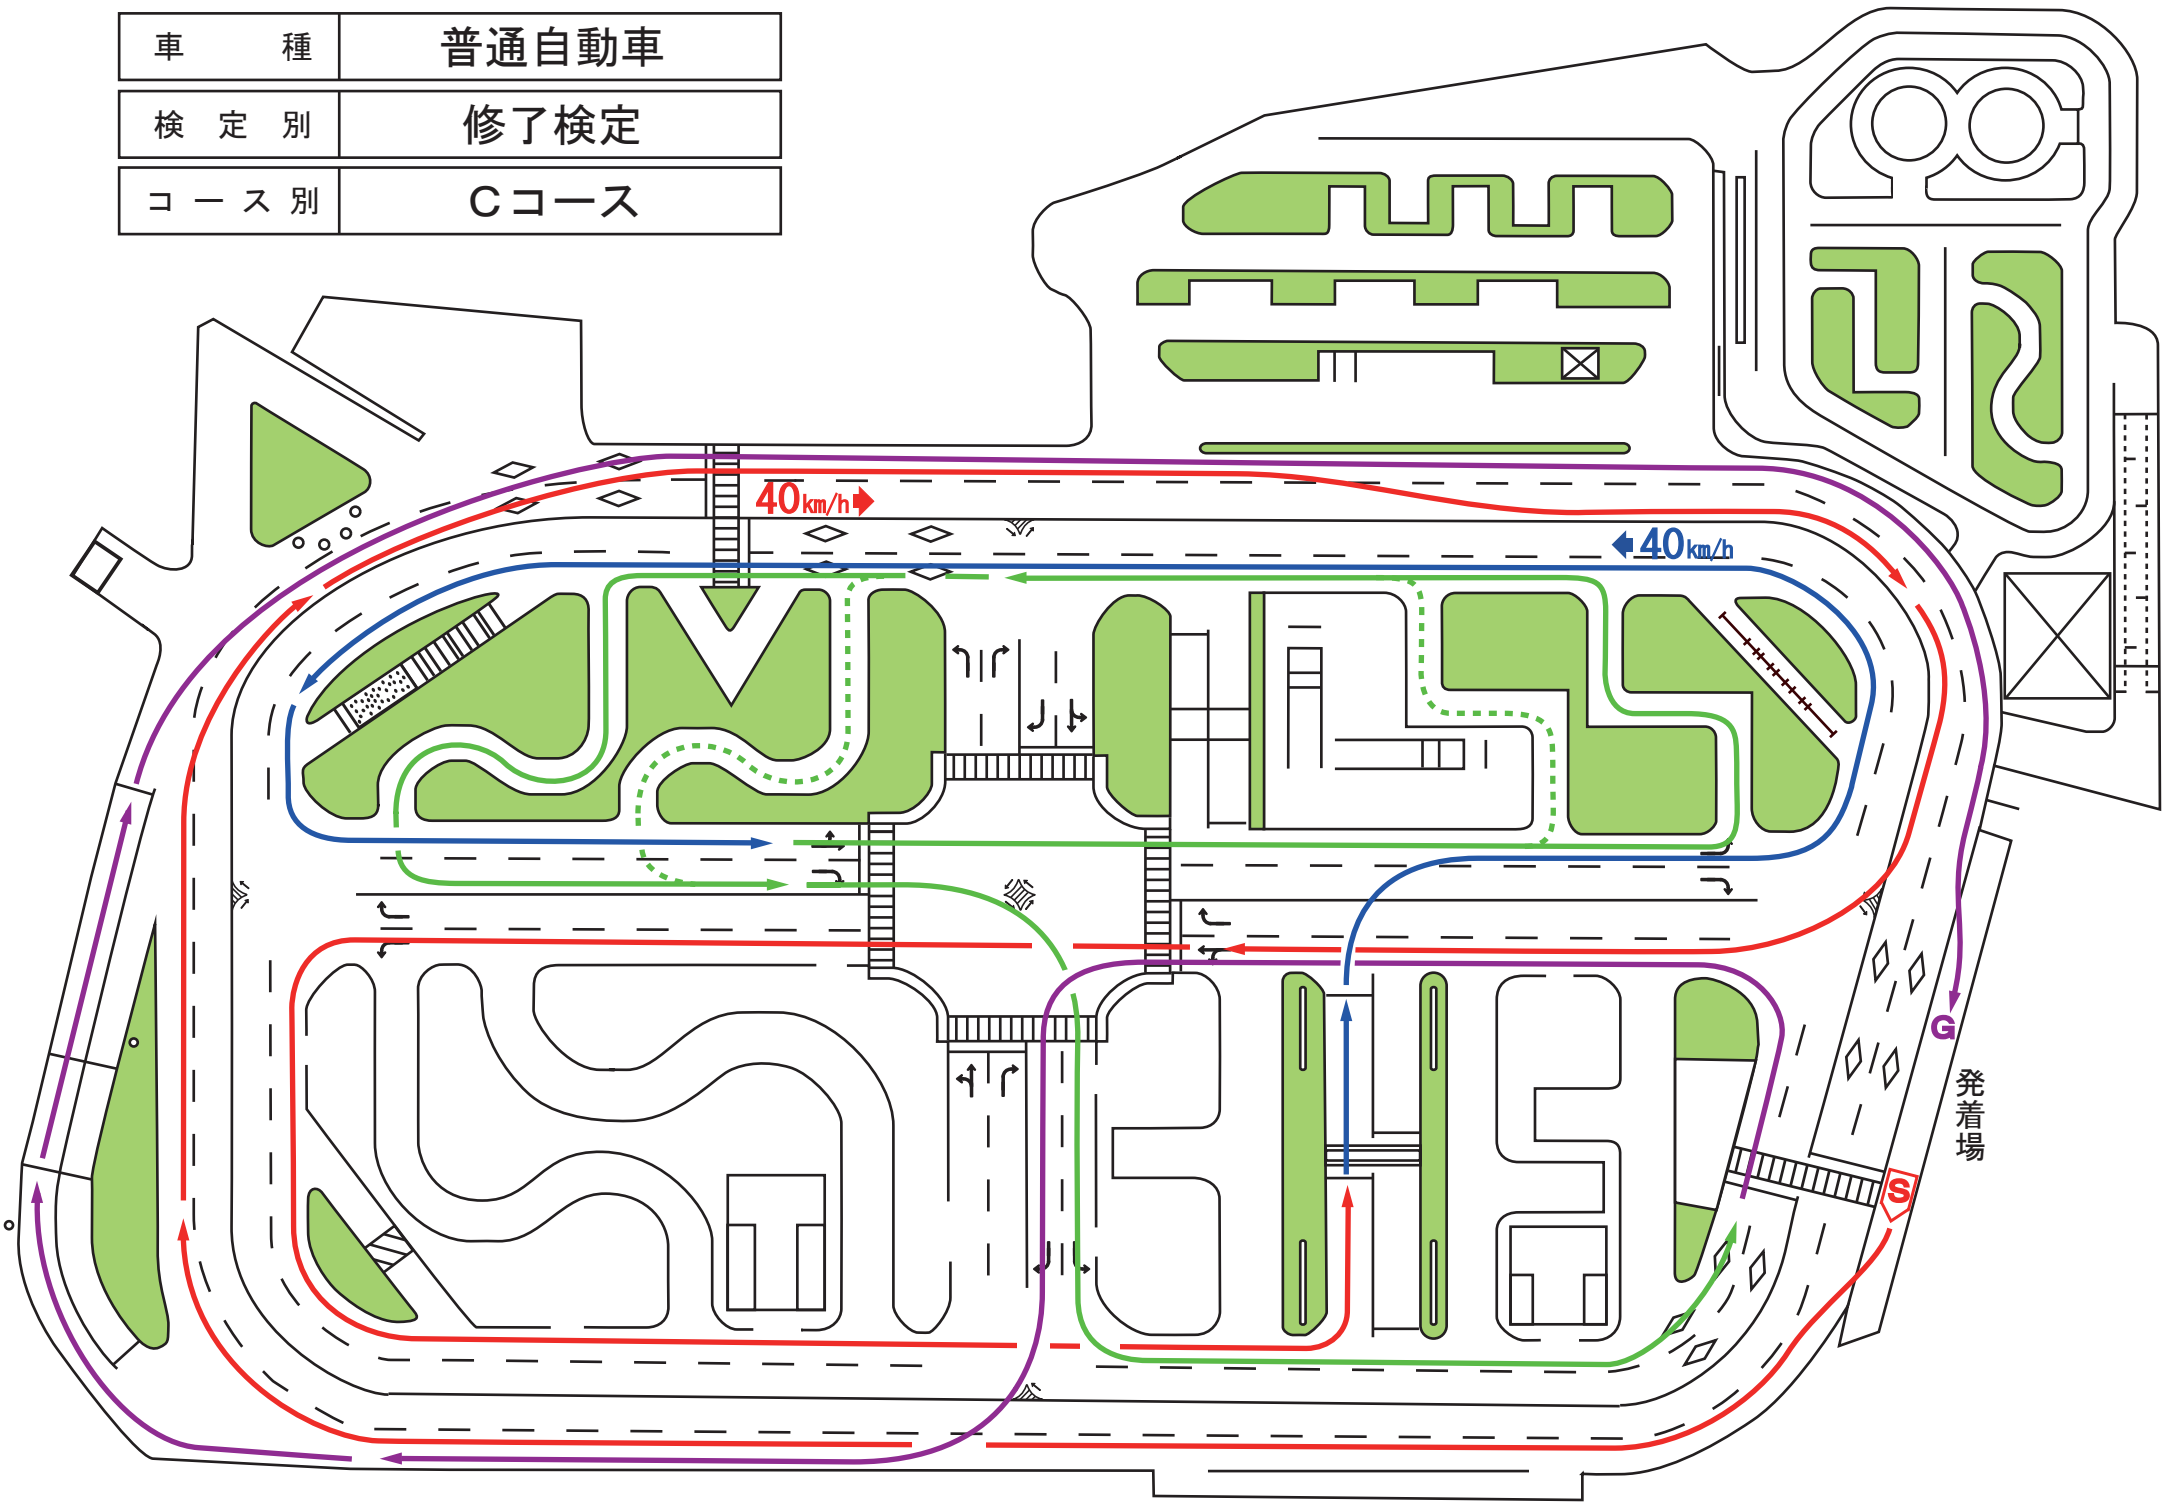 車種 普通自動車
検定別 修了検定
コース別 Cコース
40km/h
40km/h
G
発着場
S